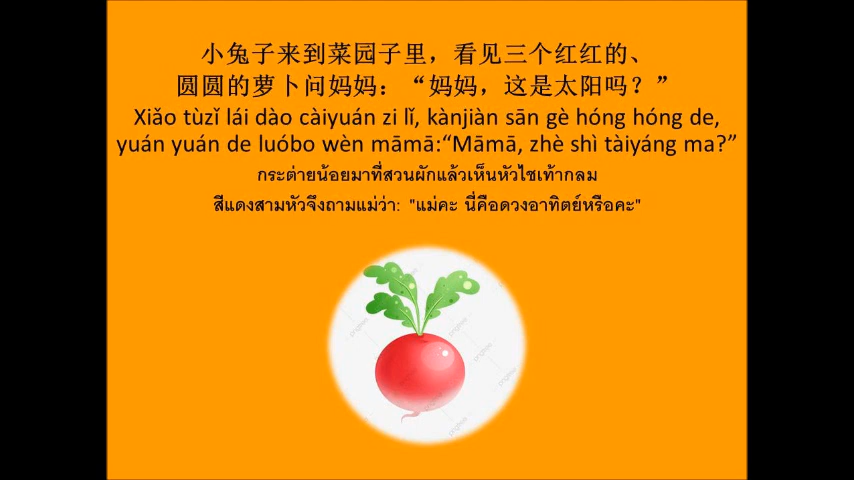 小兔子来到菜园子里，看见三个红红的、
圆圆的萝卜问妈妈：“妈妈，这是太阳吗？”
Xiǎo tùzǐ lái dào càiyuán zi lǐ, kànjiàn sān gè hóng hóng de,
yuán yuán de luóbo wèn māmā:“Māmā, zhè shì tàiyáng ma?”
กระต่ายน้อยมาที่สวนผักแล้วเห็นหัวไชเท้ากลม
สีแดงสามหัวจึงถามแม่ว่า: "แม่คะ นี่คือดวงอาทิตย์หรือคะ"